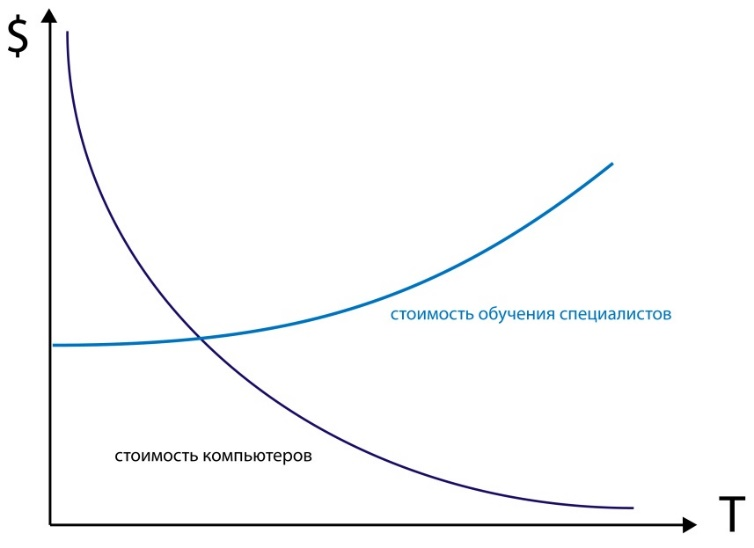 $
стоимость обучения специалистов
стоимость компьютеров
T